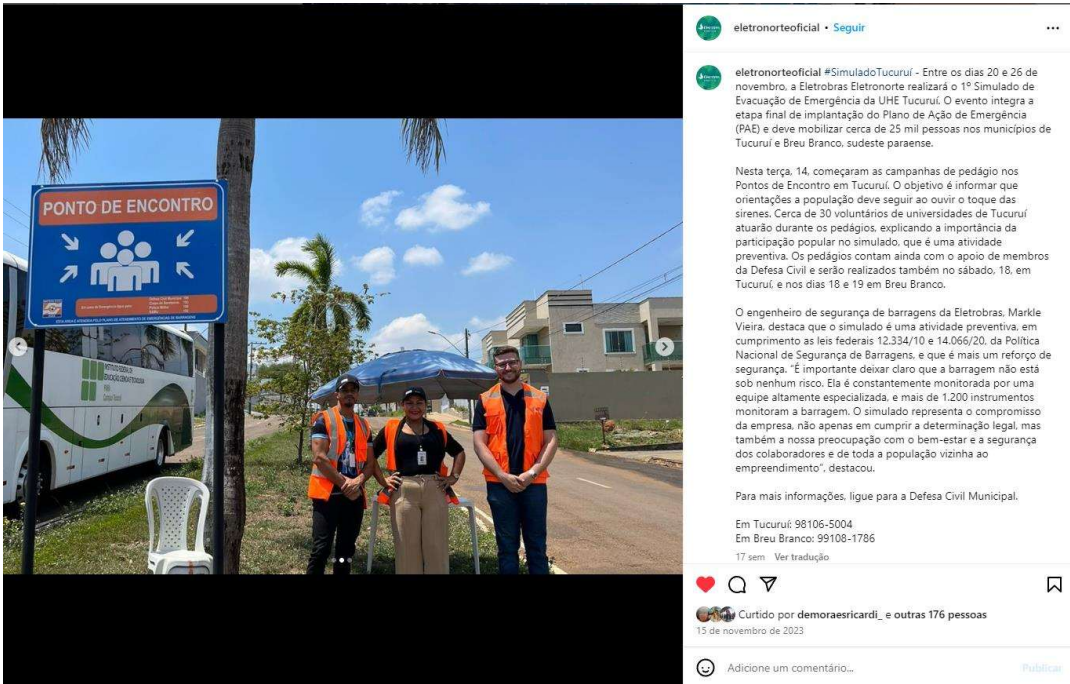 PONTO DE ENCONTRO
INSTITUTO FEDERAL DE
EDUCAÇÃO, CIÊNCIA E TECNOLOGIA
Campus Tucuruí
eletronorteoficial • Seguir
eletronorteoficial #SimuladoTucuruí - Entre os dias 20 e 26 de
novembro, a Eletrobras Eletronorte realizará o 1º Simulado de
Evacuação de Emergência da UHE Tucuruí. O evento integra a
etapa final de implantação do Plano de Ação de Emergência
(PAE) e deve mobilizar cerca de 25 mil pessoas nos municípios de
Tucuruí e Breu Branco, sudeste paraense.
Nesta terça, 14, começaram as campanhas de pedágio nos
Pontos de Encontro em Tucuruí. O objetivo é informar que
orientações a população deve seguir ao ouvir o toque das
sirenes. Cerca de 30 voluntários de universidades de Tucuruí
atuarão durante os pedágios, explicando a importância da
participação popular no simulado, que é uma atividade
preventiva. Os pedágios contam ainda com o apoio de membros
da Defesa Civil e serão realizados também no sábado, 18, em
Tucuruí, e nos dias 18 e 19 em Breu Branco.
O engenheiro de segurança de barragens da Eletrobras, Markle
Vieira, destaca que o simulado é uma atividade preventiva, em
cumprimento as leis federais 12.334/10 e 14.066/20, da Política
Nacional de Segurança de Barragens, e que é mais um reforço de
segurança. "É importante deixar claro que a barragem não está
sob nenhum risco. Ela é constantemente monitorada por uma
equipe altamente especializada, e mais de 1.200 instrumentos
monitoram a barragem. O simulado representa o compromisso
da empresa, não apenas em cumprir a determinação legal, mas
também a nossa preocupação com o bem-estar e a segurança
dos colaboradores e de toda a população vizinha ao
empreendimento", destacou.
Para mais informações, ligue para a Defesa Civil Municipal.
Em Tucuruí: 98106-5004
Em Breu Branco: 99108-1786
17 sem Ver tradução
Curtido por demoraesricardi_ e outras 176 pessoas
15 de novembro de 2023
Adicione um comentário...
Publicar